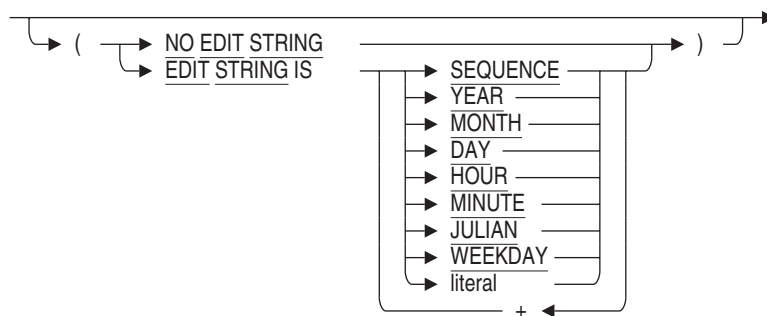 ( NO EDIT STRING )
EDIT STRING IS SEQUENCE
YEAR
MONTH
DAY
HOUR
MINUTE
JULIAN
WEEKDAY
literal
+